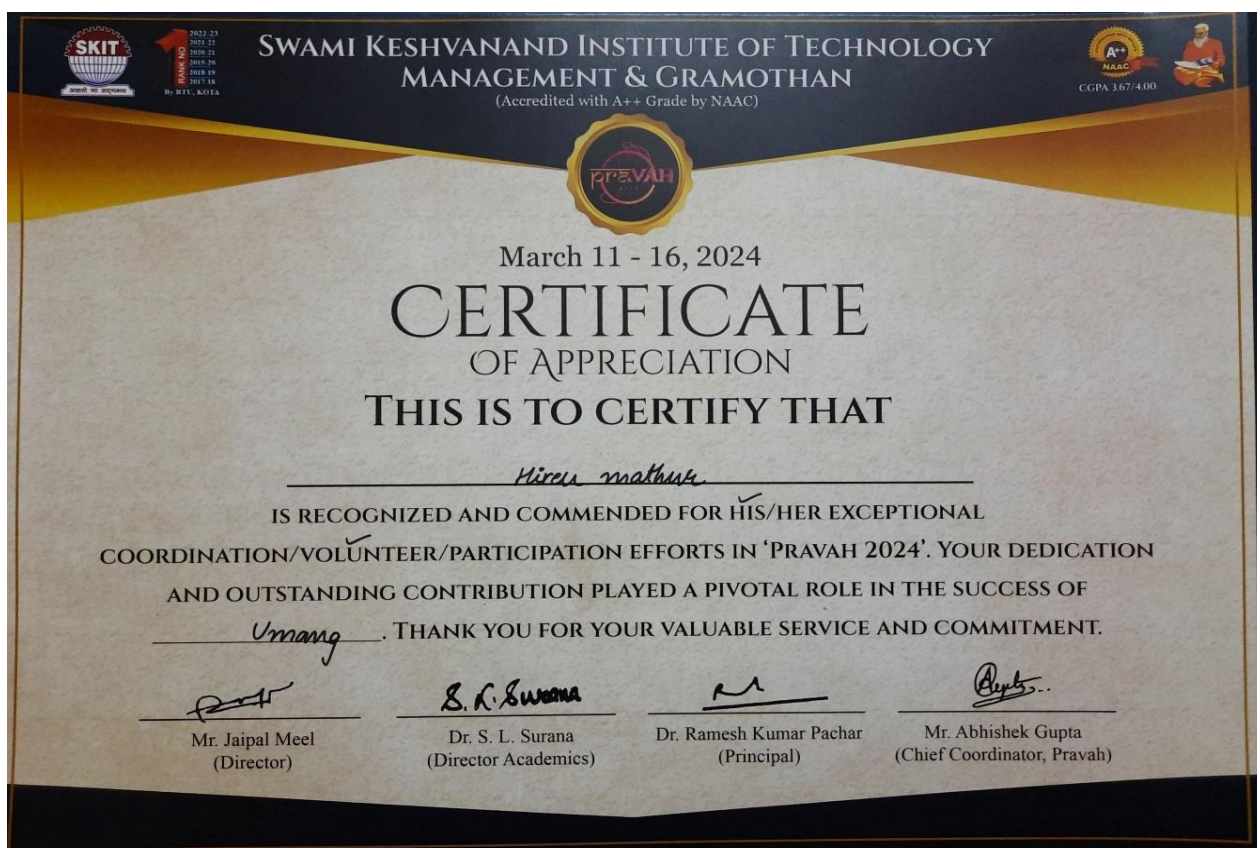 SKIT
असतो मा सद्गमय
RANK NO 1
2022-23
2021-22
2020-21
2019-20
2018-19
2017-18
By RTU, KOTA
SWAMI KESHVANAND INSTITUTE OF TECHNOLOGY
MANAGEMENT & GRAMOTHAN
(Accredited with A++ Grade by NAAC)
A++
NAAC
CGPA 3.67/4.00
praVAH
March 11 - 16, 2024
CERTIFICATE
OF APPRECIATION
THIS IS TO CERTIFY THAT
mathur
IS RECOGNIZED AND COMMENDED FOR HIS/HER EXCEPTIONAL
COORDINATION/VOLUNTEER/PARTICIPATION EFFORTS IN ‘PRAVAH 2024’. YOUR DEDICATION
AND OUTSTANDING CONTRIBUTION PLAYED A PIVOTAL ROLE IN THE SUCCESS OF
Umang. THANK YOU FOR YOUR VALUABLE SERVICE AND COMMITMENT.
S. L. Surana
Mr. Jaipal Meel
(Director)
Dr. S. L. Surana
(Director Academics)
Dr. Ramesh Kumar Pachar
(Principal)
Mr. Abhishek Gupta
(Chief Coordinator, Pravah)